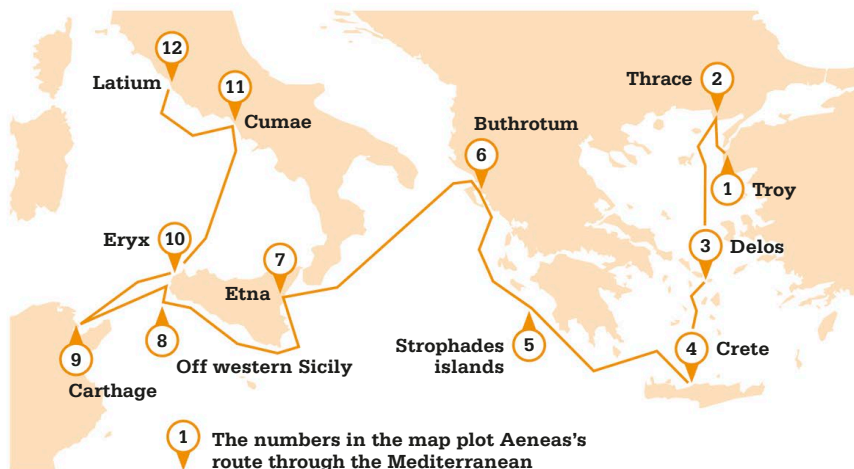 12
Latium
11
Cumae
Thrace
2
Buthrotum
6
1
Troy
Eryx
10
7
Etna
3
Delos
9
Carthage
8
Off western Sicily
Strophades
islands
5
4
Crete
1
The numbers in the map plot Aeneas’s
route through the Mediterranean